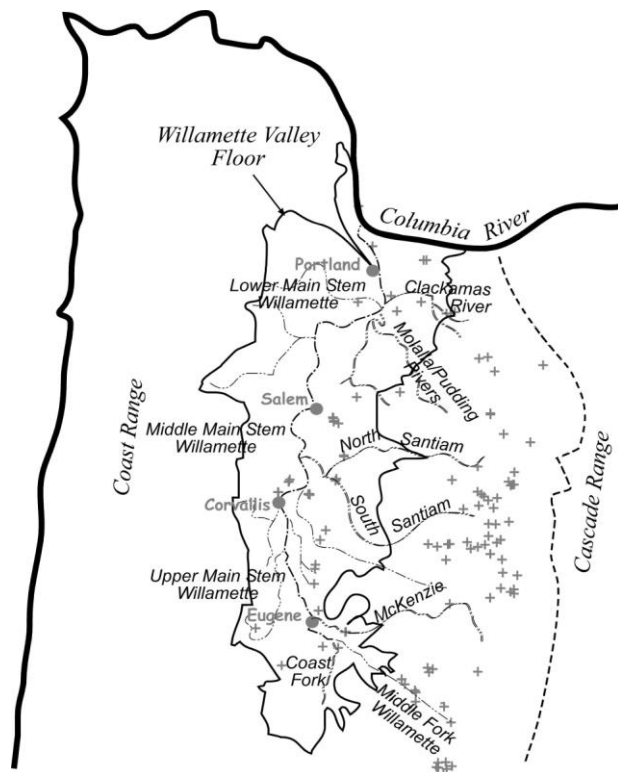 Willamette Valley
Floor
Columbia River
Portland
Lower Main Stem
Willamette
Clackamas
River
Molalla/Pudding
Rivers
Salem
Middle Main Stem
Willamette
North Santiam
Coast Range
Cascade Range
Corvallis
South Santiam
Upper Main Stem
Willamette
McKenzie
Eugene
Coast
Fork
Middle Fork
Willamette